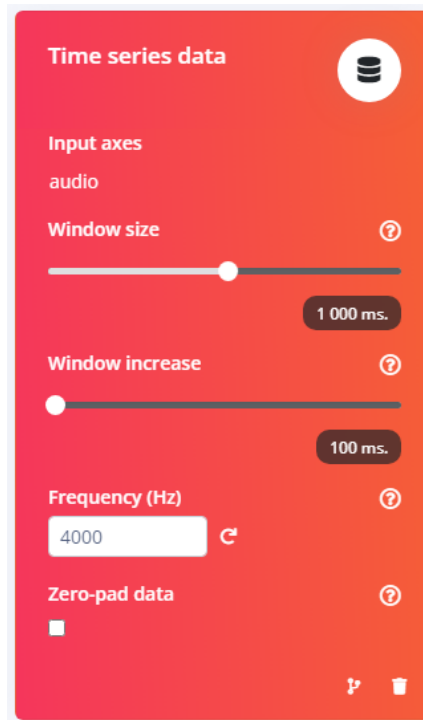 Time series data
Input axes
audio
Window size
1 000 ms.
Window increase
100 ms.
Frequency (Hz)
4000
Zero-pad data